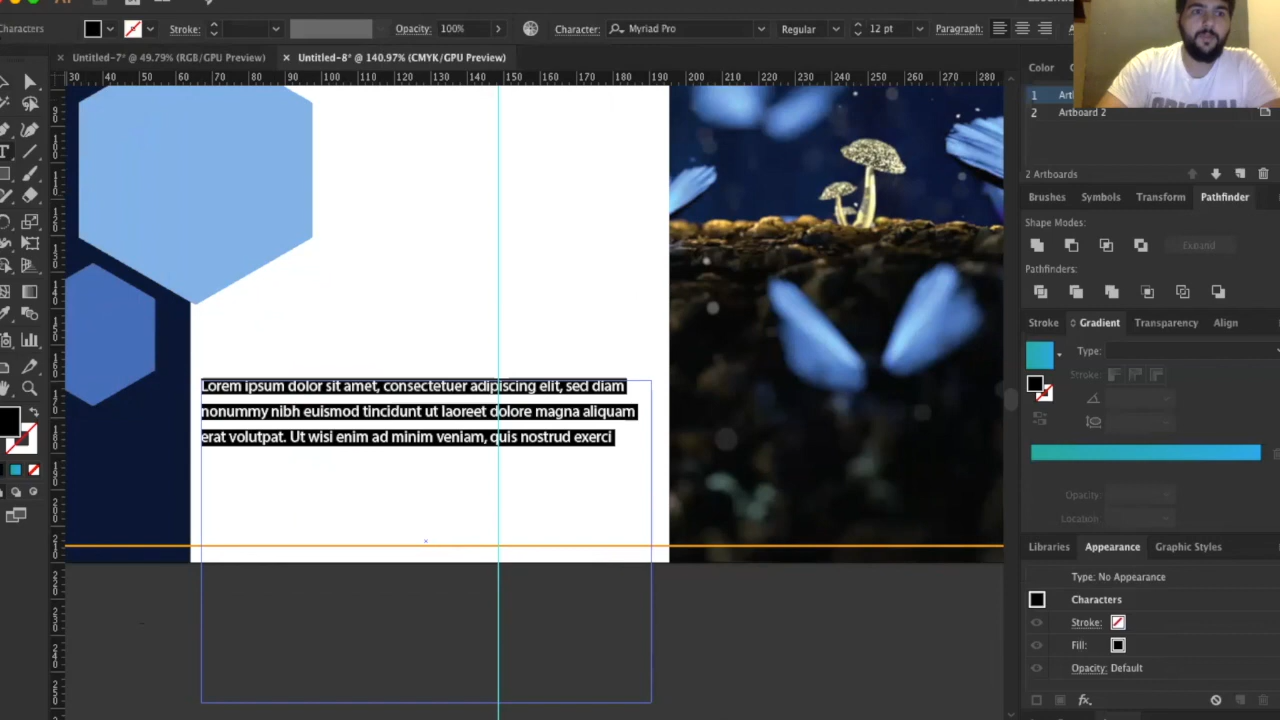 Characters
Stroke:
Opacity: 100%
Character: Myriad Pro
Regular
12 pt
Paragraph:
Untitled-7* @ 49.79% (RGB/GPU Preview)
Untitled-8* @ 140.97% (CMYK/GPU Preview)
30 40 50 60 70 80 90 100 110 120 130 140 150 160 170 180 190 200 210 220 230 240 250 260 270 280
Color
1
2 Artboard 2
2 Artboards
Brushes Symbols Transform Pathfinder
Shape Modes:
Expand
Pathfinders:
Stroke Gradient Transparency Align
Type:
Stroke:
Opacity:
Location:
Libraries Appearance Graphic Styles
Type: No Appearance
Characters
Stroke:
Fill:
Opacity: Default
fx
Lorem ipsum dolor sit amet, consectetuer adipiscing elit, sed diam
nonummy nibh euismod tincidunt ut laoreet dolore magna aliquam
erat volutpat. Ut wisi enim ad minim veniam, quis nostrud exerci